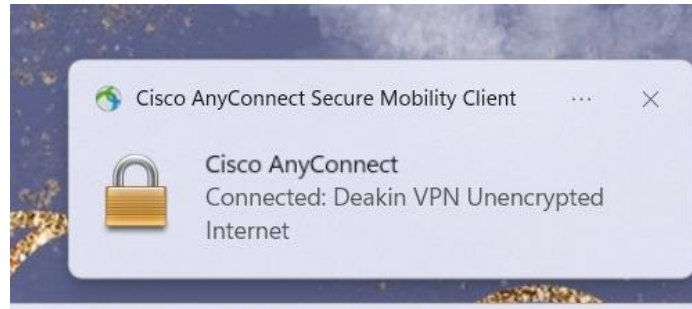 Cisco AnyConnect Secure Mobility Client
Cisco AnyConnect
Connected: Deakin VPN Unencrypted
Internet